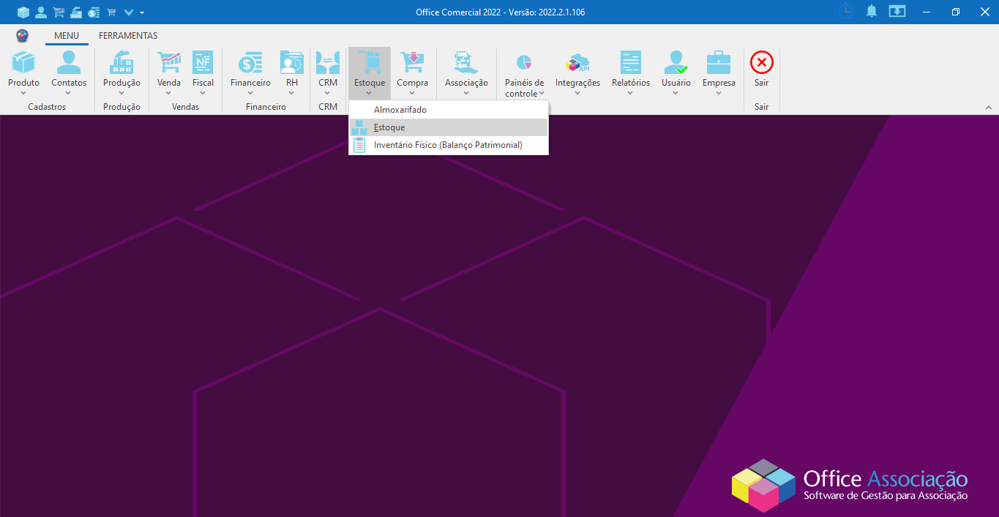 Office Comercial 2022 - Versão: 2022.2.1.106
MENU FERRAMENTAS
Produto Contatos Produção Venda Fiscal Financeiro RH CRM Estoque Compra Associação Painéis de controle Integrações Relatórios Usuário Empresa Sair
NF
API
Cadastros Produção Vendas Financeiro CRM Sair
Almoxarifado
Estoque
Inventário Físico (Balanço Patrimonial)
Office Associação
Software de Gestão para Associação